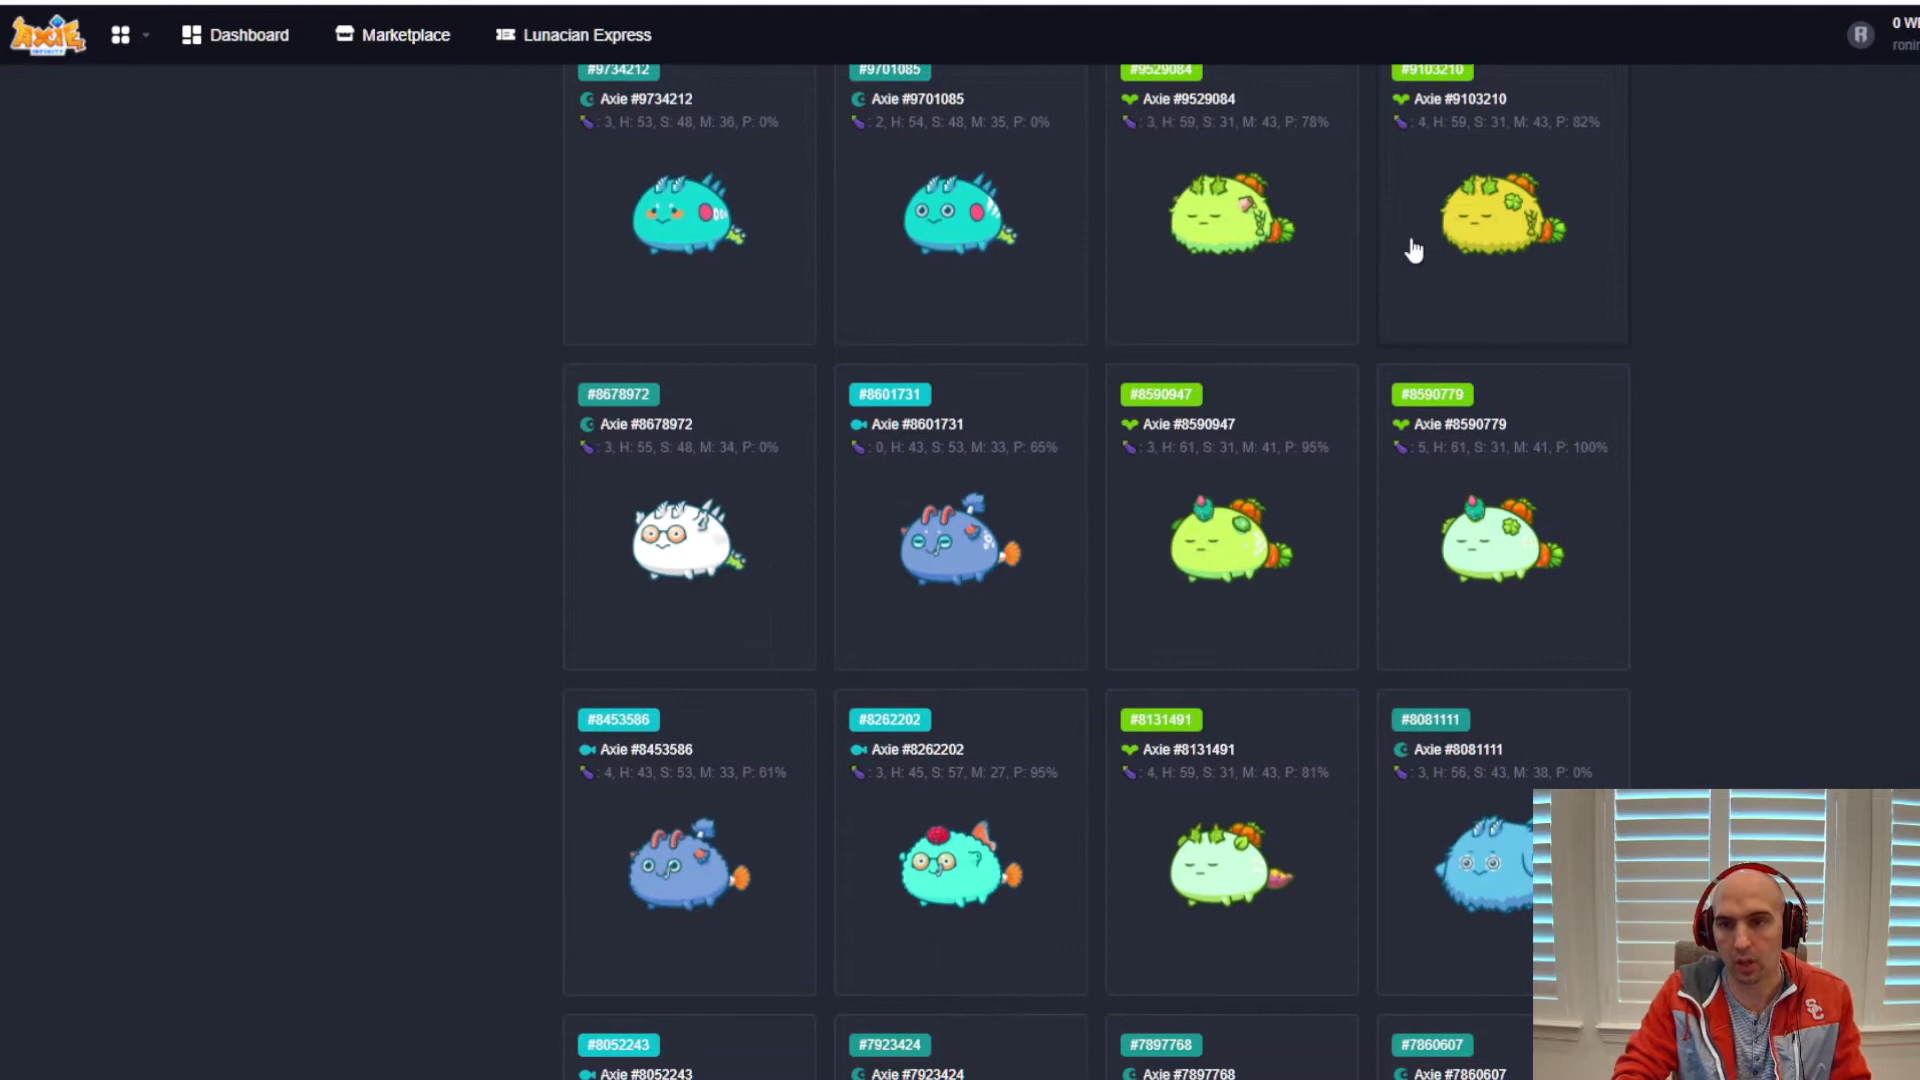 AXIE
INFINITY
Dashboard
Marketplace
Lunacian Express
0 WE
ronin
#9734212
Axie #9734212
: 3, H: 53, S: 48, M: 36, P: 0%
#9701085
Axie #9701085
: 2, H: 54, S: 48, M: 35, P: 0%
#9529084
Axie #9529084
: 3, H: 59, S: 31, M: 43, P: 78%
#9103210
Axie #9103210
: 4, H: 59, S: 31, M: 43, P: 82%
#8678972
Axie #8678972
: 3, H: 55, S: 48, M: 34, P: 0%
#8601731
Axie #8601731
: 0, H: 43, S: 53, M: 33, P: 65%
#8590947
Axie #8590947
: 3, H: 61, S: 31, M: 41, P: 95%
#8590779
Axie #8590779
: 5, H: 61, S: 31, M: 41, P: 100%
#8453586
Axie #8453586
: 4, H: 43, S: 53, M: 33, P: 61%
#8262202
Axie #8262202
: 3, H: 45, S: 57, M: 27, P: 95%
#8131491
Axie #8131491
: 4, H: 59, S: 31, M: 43, P: 81%
#8081111
Axie #8081111
: 3, H: 56, S: 43, M: 38, P: 0%
#8052243
Axie #8052243
#7923424
Axie #7923424
#7897768
Axie #7897768
#7860607
Axie #7860607
SC